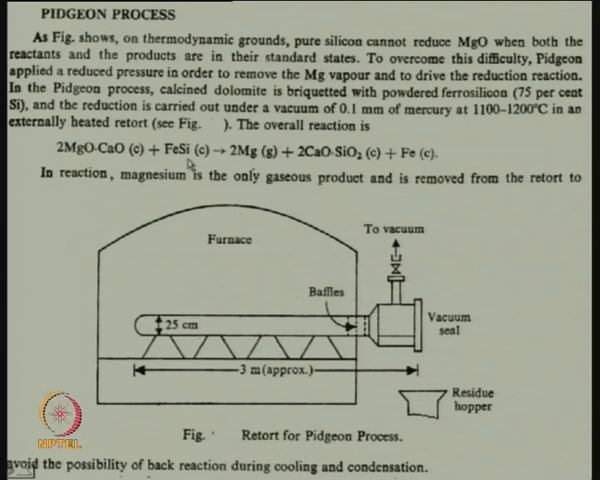 PIDGEON PROCESS
As Fig. shows, on thermodynamic grounds, pure silicon cannot reduce MgO when both the
reactants and the products are in their standard states. To overcome this difficulty, Pidgeon
applied a reduced pressure in order to remove the Mg vapour and to drive the reduction reaction.
In the Pidgeon process, calcined dolomite is briquetted with powdered ferrosilicon (75 per cent
Si), and the reduction is carried out under a vacuum of 0.1 mm of mercury at 1100-1200°C in an
externally heated retort (see Fig. ). The overall reaction is
2MgO·CaO (c) + FeSi (c) → 2Mg (g) + 2CaO·SiO₂ (c) + Fe (c).
In reaction, magnesium is the only gaseous product and is removed from the retort to
To vacuum
Furnace
Baffles
25 cm
Vacuum
seal
3 m (approx.)
Residue
hopper
NPTEL
Fig. Retort for Pidgeon Process.
avoid the possibility of back reaction during cooling and condensation.